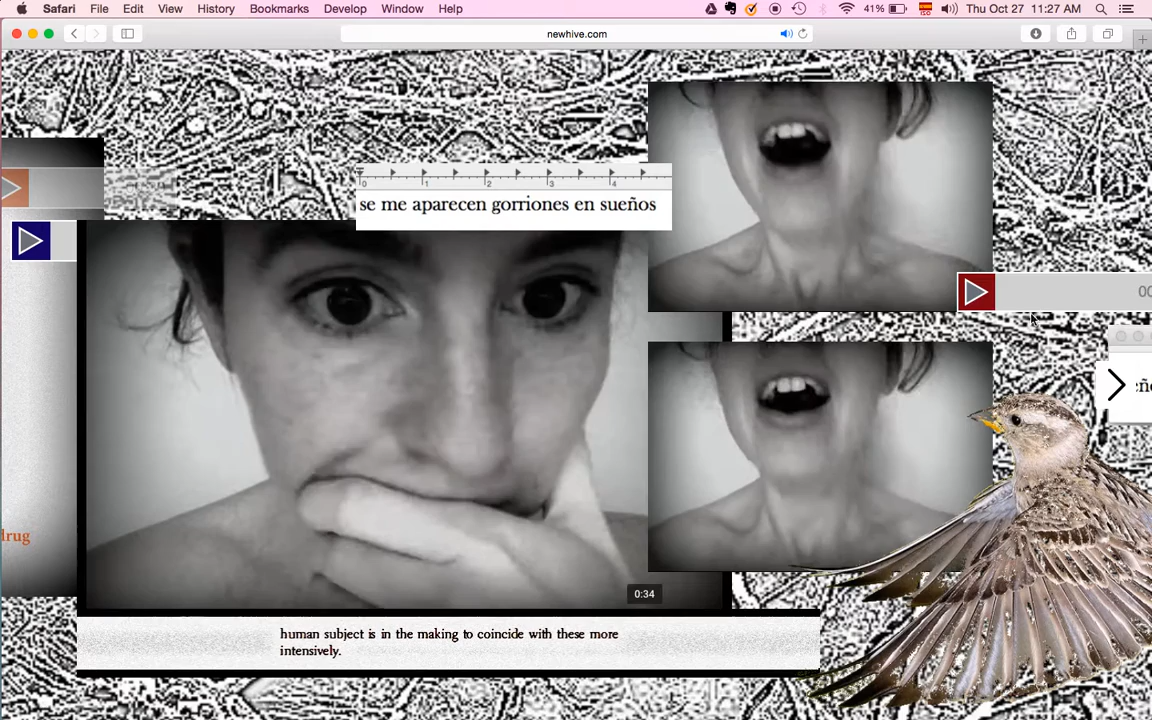 Safari File Edit View History Bookmarks Develop Window Help
41% Thu Oct 27 11:27 AM
newhive.com
0 1 2 3 4
se me aparecen gorriones en sueños
00
eño
drug
0:34
human subject is in the making to coincide with these more
intensively.